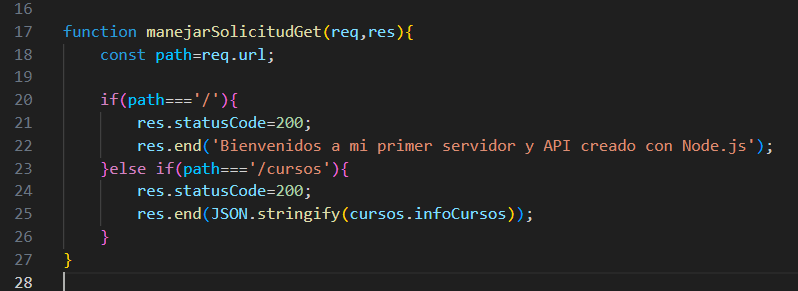 16
17 function manejarSolicitudGet(req,res){
18 const path=req.url;
19
20 if(path==='/'){
21 res.statusCode=200;
22 res.end('Bienvenidos a mi primer servidor y API creado con Node.js');
23 }else if(path==='/cursos'){
24 res.statusCode=200;
25 res.end(JSON.stringify(cursos.infoCursos));
26 }
27 }
28